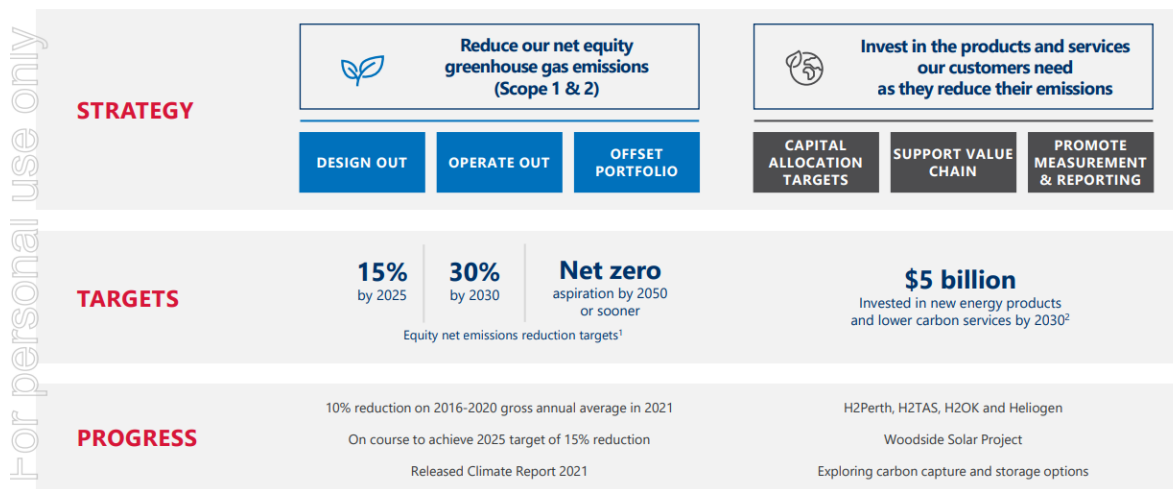 For personal use only
STRATEGY
Reduce our net equity
greenhouse gas emissions
(Scope 1 & 2)
DESIGN OUT
OPERATE OUT
OFFSET
PORTFOLIO
Invest in the products and services
our customers need
as they reduce their emissions
CAPITAL
ALLOCATION
TARGETS
SUPPORT VALUE
CHAIN
PROMOTE
MEASUREMENT
& REPORTING
TARGETS
15%
by 2025
30%
by 2030
Net zero
aspiration by 2050
or sooner
Equity net emissions reduction targets¹
$5 billion
Invested in new energy products
and lower carbon services by 2030²
PROGRESS
10% reduction on 2016-2020 gross annual average in 2021
On course to achieve 2025 target of 15% reduction
Released Climate Report 2021
H2Perth, H2TAS, H2OK and Heliogen
Woodside Solar Project
Exploring carbon capture and storage options